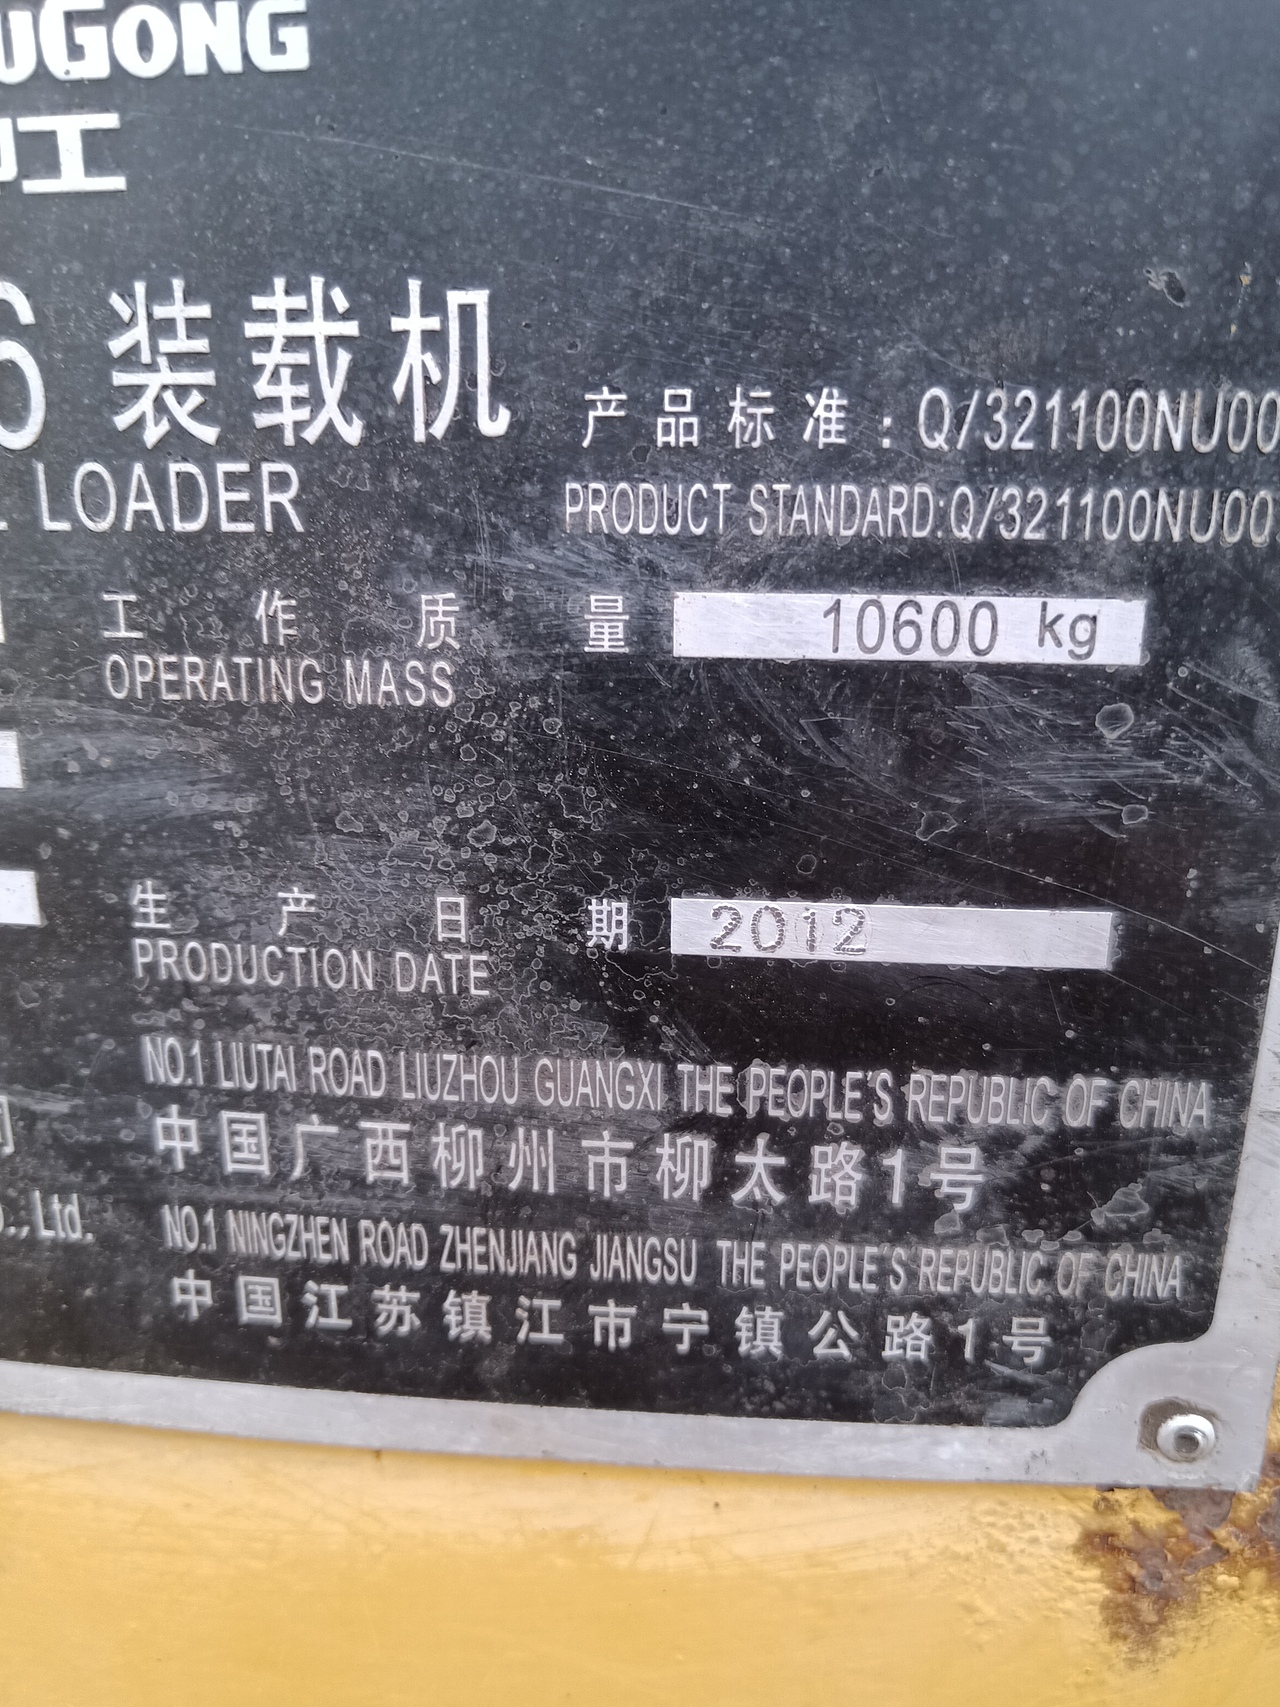 UGONG
工
6 装载机
产品标准:Q/321100NU00
L LOADER
PRODUCT STANDARD:Q/321100NU00
工作质量 10600 kg
OPERATING MASS
生产日期 2012
PRODUCTION DATE
NO.1 LIUTAI ROAD LIUZHOU GUANGXI THE PEOPLE'S REPUBLIC OF CHINA
中国广西柳州市柳太路1号
., Ltd.
NO.1 NINGZHEN ROAD ZHENJIANG JIANGSU THE PEOPLE'S REPUBLIC OF CHINA
中国江苏镇江市宁镇公路1号